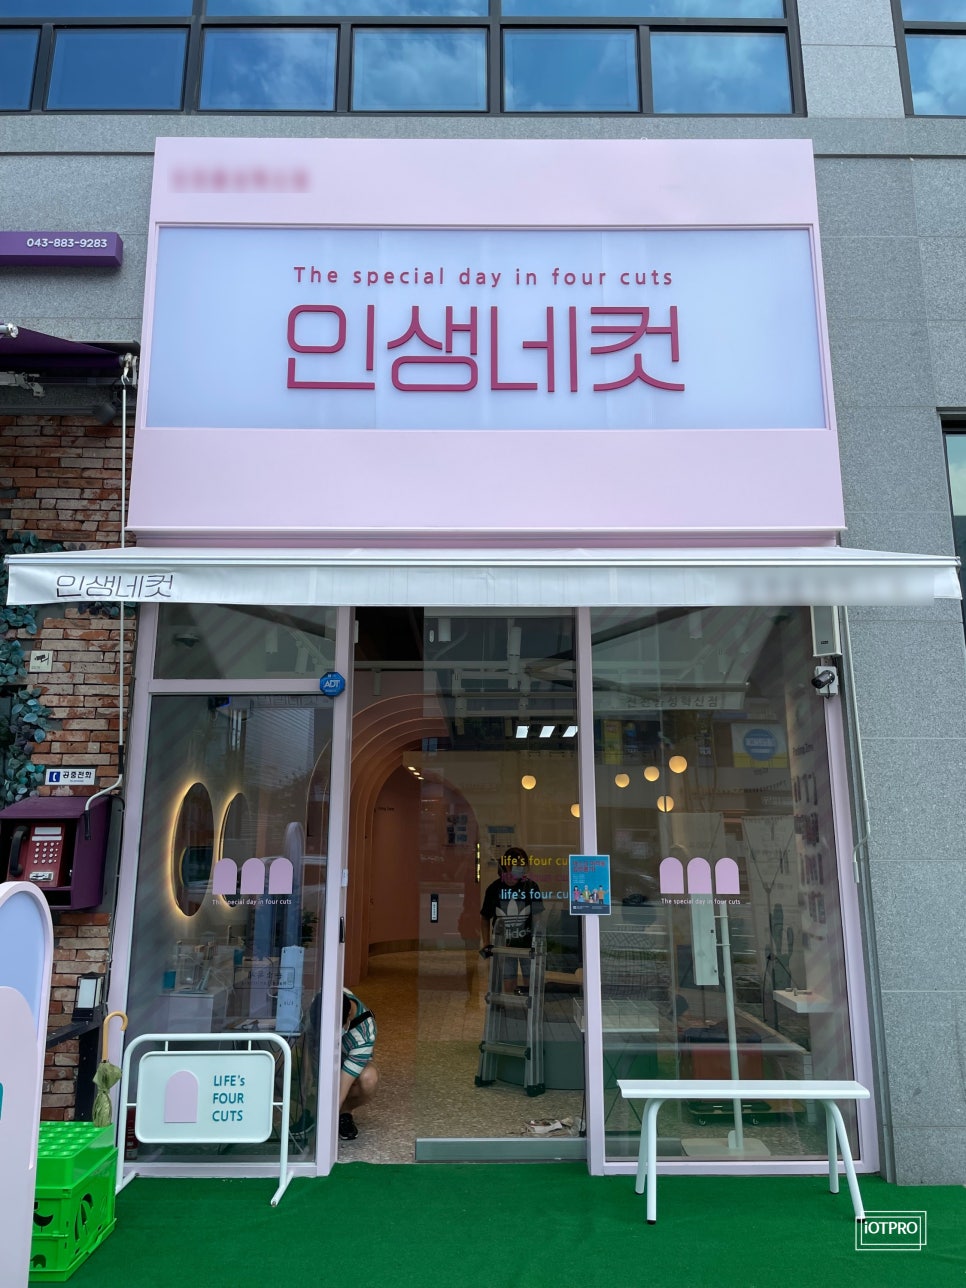 043-883-9283
The special day in four cuts
인생네컷
인생네컷
ADT
공중전화
life's four cu
life's four cu
The special day in four cuts
The special day in four cuts
LIFE's
FOUR
CUTS
iOTPRO